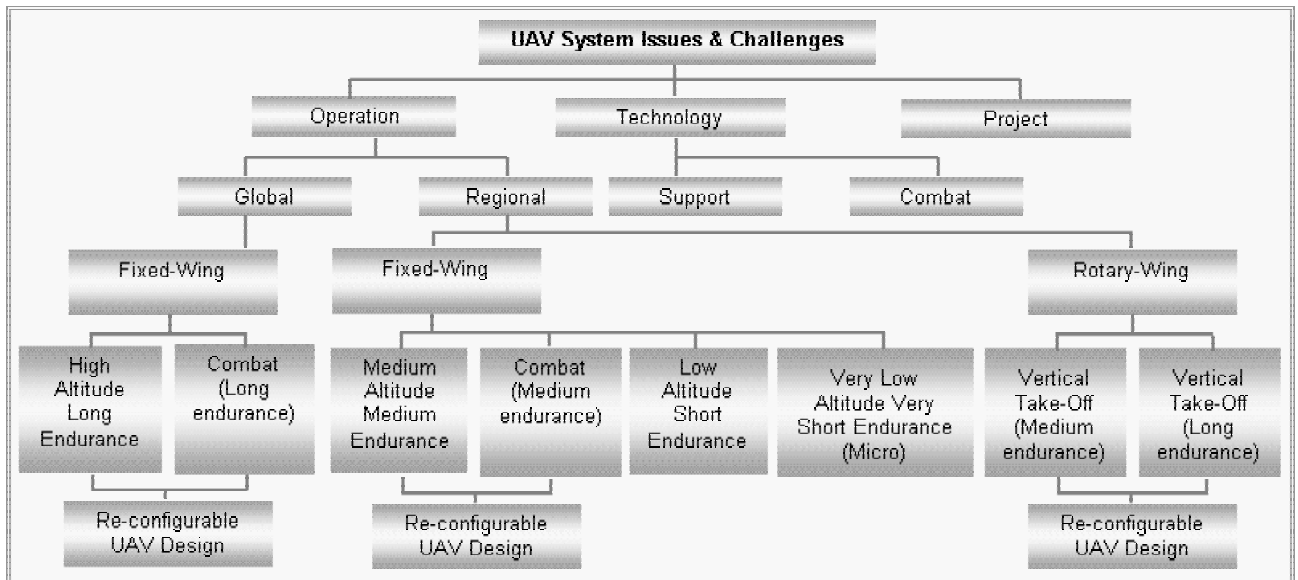 UAV System Issues & Challenges
Operation
Technology
Project
Global
Regional
Support
Combat
Fixed-Wing
Fixed-Wing
Rotary-Wing
High
Altitude
Long
Endurance
Combat
(Long
endurance)
Medium
Altitude
Medium
Endurance
Combat
(Medium
endurance)
Low
Altitude
Short
Endurance
Very Low
Altitude Very
Short Endurance
(Micro)
Vertical
Take-Off
(Medium
endurance)
Vertical
Take-Off
(Long
endurance)
Re-configurable
UAV Design
Re-configurable
UAV Design
Re-configurable
UAV Design